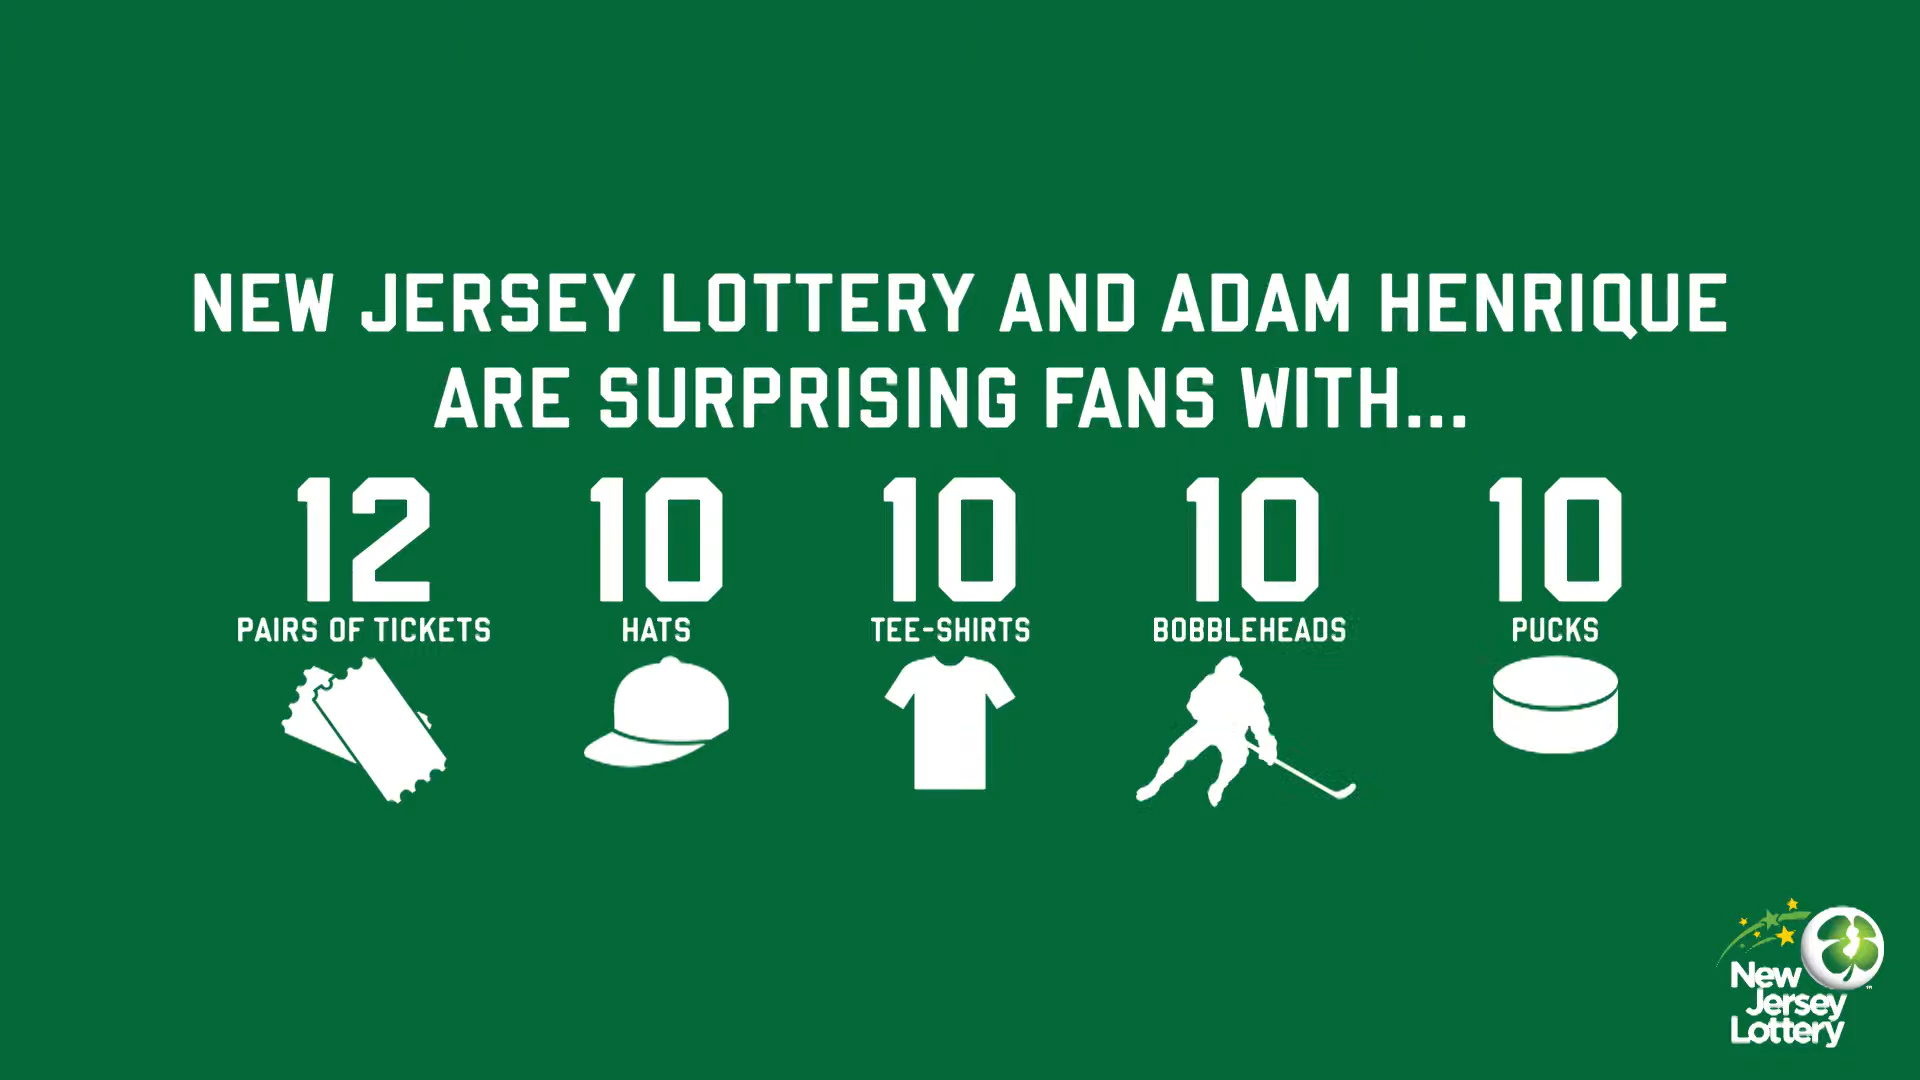 NEW JERSEY LOTTERY AND ADAM HENRIQUE
ARE SURPRISING FANS WITH...
12
PAIRS OF TICKETS
10
HATS
10
TEE-SHIRTS
10
BOBBLEHEADS
10
PUCKS
New
Jersey
Lottery
™